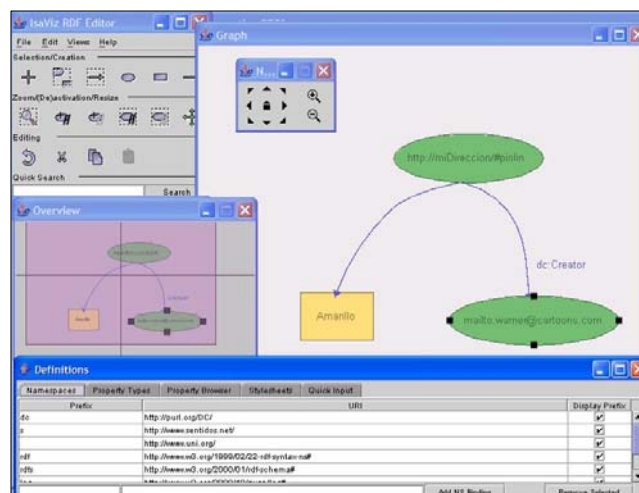 IsaViz RDF Editor
File Edit Views Help
Selection/Creation
Zoom/(De)activation/Resize
Editing
Quick Search
Search
Graph
N...
http://miDireccion/#piolin
dc:Creator
Amarillo
mailto.warner@cartoons.com
Overview
Amarillo
Definitions
Namespaces Property Types Property Browser Stylesheets Quick Input
Prefix URI Display Prefix
dc http://purl.org/DC/
s http://www.sentidos.net/
http://www.uni.org/
rdf http://www.w3.org/1999/02/22-rdf-syntax-ns#
rdfs http://www.w3.org/2000/01/rdf-schema#
Add NS Binding Remove Selected